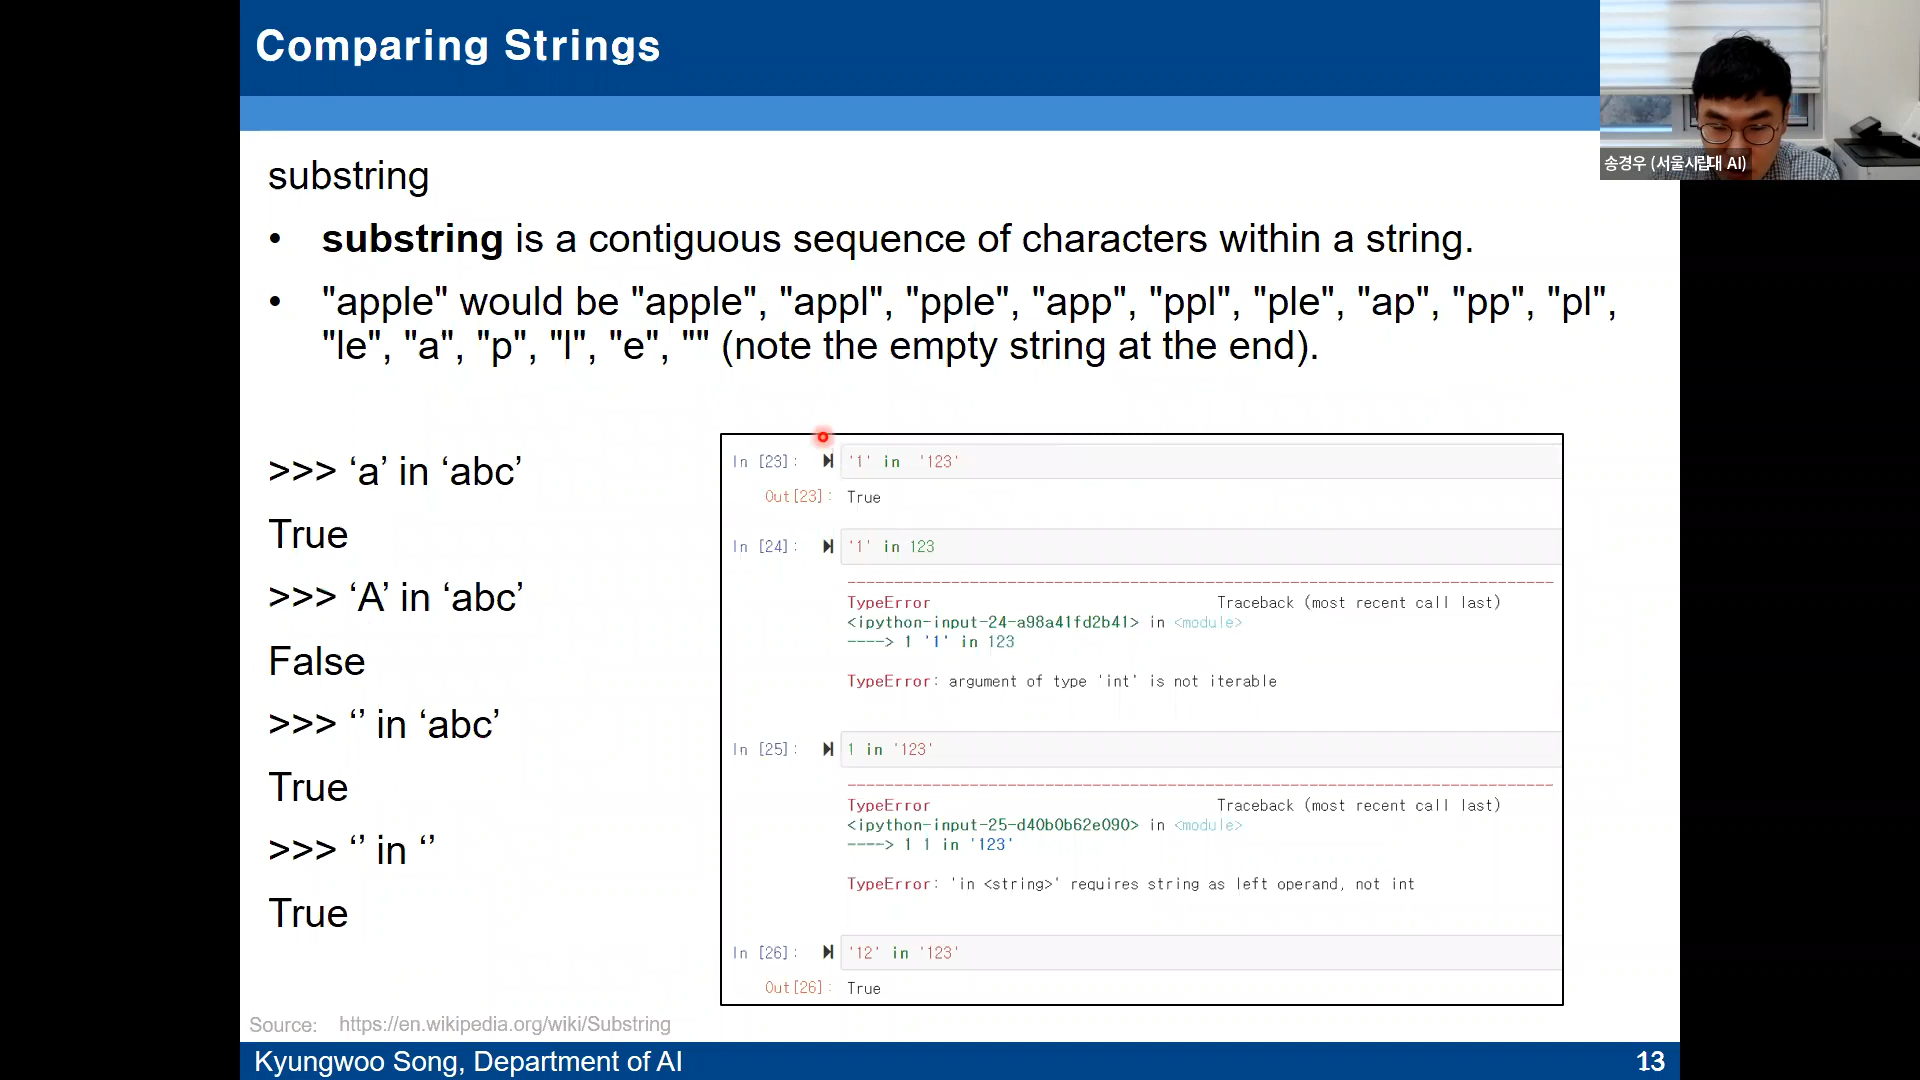 Comparing Strings
송경우 (서울시립대 AI)
substring
• substring is a contiguous sequence of characters within a string.
• "apple" would be "apple", "appl", "pple", "app", "ppl", "ple", "ap", "pp", "pl",
"le", "a", "p", "l", "e", "" (note the empty string at the end).
>>> ‘a’ in ‘abc’
True
>>> ‘A’ in ‘abc’
False
>>> ‘’ in ‘abc’
True
>>> ‘’ in ‘’
True
In [23]: '1' in '123'
Out[23]: True
In [24]: '1' in 123
---------------------------------------------------------------------------
TypeError Traceback (most recent call last)
<ipython-input-24-a98a41fd2b41> in <module>
----> 1 '1' in 123
TypeError: argument of type 'int' is not iterable
In [25]: 1 in '123'
---------------------------------------------------------------------------
TypeError Traceback (most recent call last)
<ipython-input-25-d40b0b62e090> in <module>
----> 1 1 in '123'
TypeError: 'in <string>' requires string as left operand, not int
In [26]: '12' in '123'
Out[26]: True
Source: https://en.wikipedia.org/wiki/Substring
Kyungwoo Song, Department of AI
13